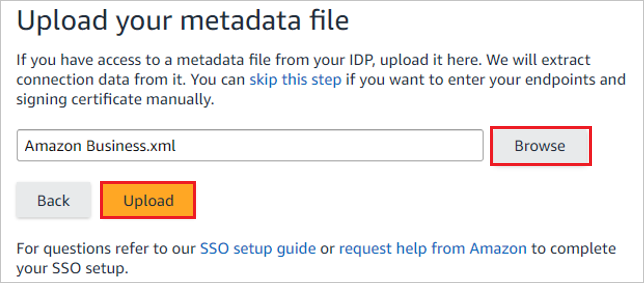 Upload your metadata file
If you have access to a metadata file from your IDP, upload it here. We will extract
connection data from it. You can skip this step if you want to enter your endpoints and
signing certificate manually.
Amazon Business.xml Browse
Back Upload
For questions refer to our SSO setup guide or request help from Amazon to complete
your SSO setup.